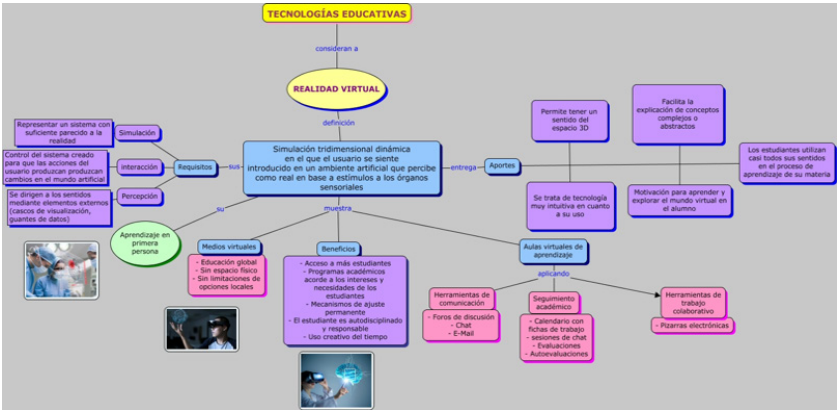 TECNOLOGÍAS EDUCATIVAS
consideran a
REALIDAD VIRTUAL
definición
Simulación tridimensional dinámica
en el que el usuario se siente
introducido en un ambiente artificial que percibe
como real en base a estímulos a los órganos
sensoriales
sus
Requisitos
Simulación
Representar un sistema con
suficiente parecido a la
realidad
interacción
Control del sistema creado
para que las acciones del
usuario produzcan produzcan
cambios en el mundo artificial
Percepción
Se dirigen a los sentidos
mediante elementos externos
(cascos de visualización,
guantes de datos)
su
Aprendizaje en
primera
persona
entrega
Aportes
Permite tener un
sentido del
espacio 3D
Facilita la
explicación de conceptos
complejos o
abstractos
Los estudiantes utilizan
casi todos sus sentidos
en el proceso de
aprendizaje de su materia
Se trata de tecnología
muy intuitiva en cuanto
a su uso
Motivación para aprender y
explorar el mundo virtual en
el alumno
muestra
Medios virtuales
- Educación global
- Sin espacio físico
- Sin limitaciones de
opciones locales
Beneficios
- Acceso a más estudiantes
- Programas académicos
acorde a los intereses y
necesidades de los
estudiantes
- Mecanismos de ajuste
permanente
- El estudiante es autodisciplinado
y responsable
- Uso creativo del tiempo
Aulas virtuales de
aprendizaje
aplicando
Herramientas de
comunicación
- Foros de discusión
- Chat
- E-Mail
Seguimiento
académico
- Calendario con
fichas de trabajo
- sesiones de chat
- Evaluaciones
- Autoevaluaciones
Herramientas de
trabajo
colaborativo
- Pizarras electrónicas